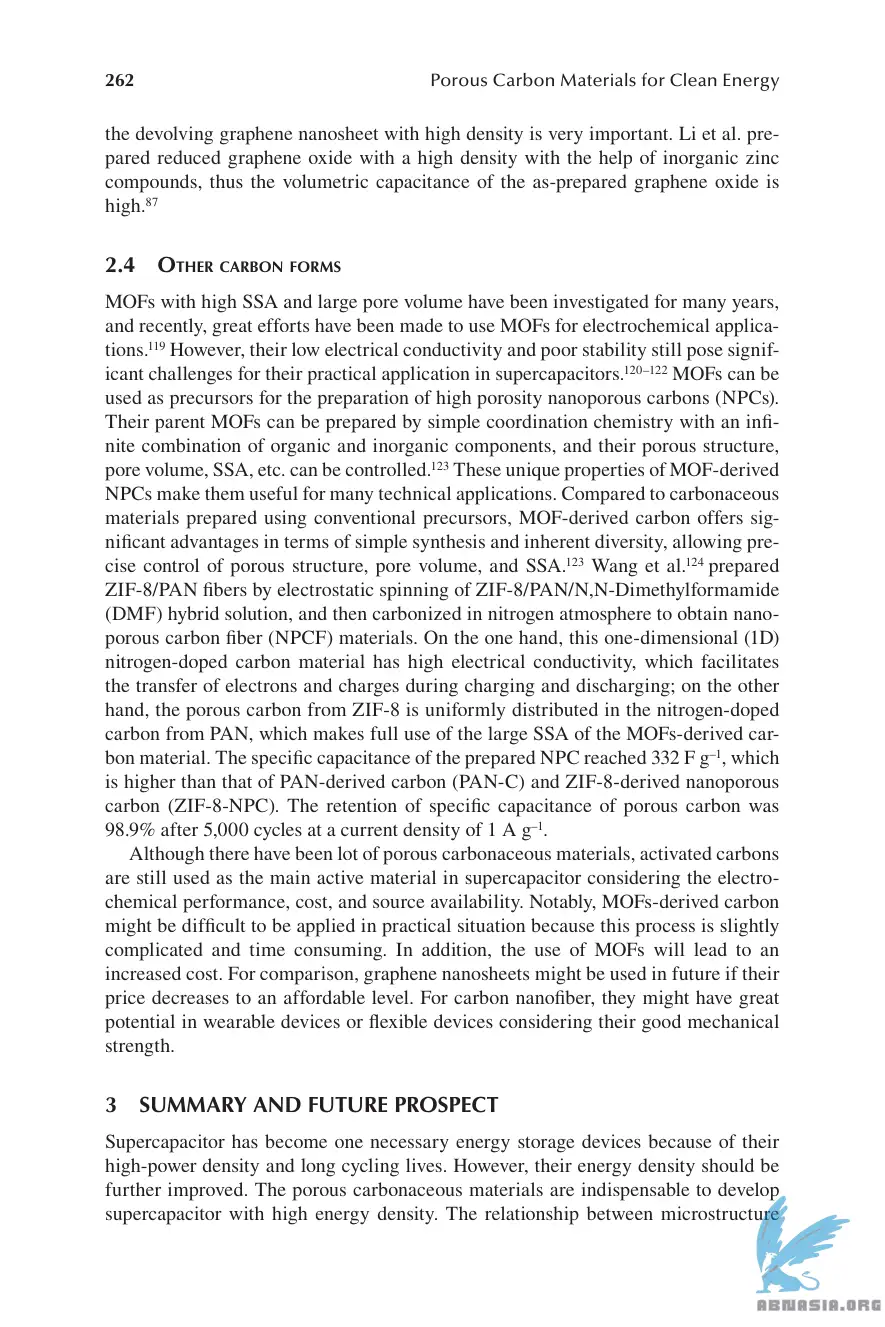 262 Porous Carbon Materials for Clean Energy
the devolving graphene nanosheet with high density is very important. Li et al. pre-
pared reduced graphene oxide with a high density with the help of inorganic zinc
compounds, thus the volumetric capacitance of the as-prepared graphene oxide is
high.⁸⁷
2.4 Other carbon forms
MOFs with high SSA and large pore volume have been investigated for many years,
and recently, great efforts have been made to use MOFs for electrochemical applica-
tions.¹¹⁹ However, their low electrical conductivity and poor stability still pose signif-
icant challenges for their practical application in supercapacitors.¹²⁰⁻¹²² MOFs can be
used as precursors for the preparation of high porosity nanoporous carbons (NPCs).
Their parent MOFs can be prepared by simple coordination chemistry with an infi-
nite combination of organic and inorganic components, and their porous structure,
pore volume, SSA, etc. can be controlled.¹²³ These unique properties of MOF-derived
NPCs make them useful for many technical applications. Compared to carbonaceous
materials prepared using conventional precursors, MOF-derived carbon offers sig-
nificant advantages in terms of simple synthesis and inherent diversity, allowing pre-
cise control of porous structure, pore volume, and SSA.¹²³ Wang et al.¹²⁴ prepared
ZIF-8/PAN fibers by electrostatic spinning of ZIF-8/PAN/N,N-Dimethylformamide
(DMF) hybrid solution, and then carbonized in nitrogen atmosphere to obtain nano-
porous carbon fiber (NPCF) materials. On the one hand, this one-dimensional (1D)
nitrogen-doped carbon material has high electrical conductivity, which facilitates
the transfer of electrons and charges during charging and discharging; on the other
hand, the porous carbon from ZIF-8 is uniformly distributed in the nitrogen-doped
carbon from PAN, which makes full use of the large SSA of the MOFs-derived car-
bon material. The specific capacitance of the prepared NPC reached 332 F g⁻¹, which
is higher than that of PAN-derived carbon (PAN-C) and ZIF-8-derived nanoporous
carbon (ZIF-8-NPC). The retention of specific capacitance of porous carbon was
98.9% after 5,000 cycles at a current density of 1 A g⁻¹.
Although there have been lot of porous carbonaceous materials, activated carbons
are still used as the main active material in supercapacitor considering the electro-
chemical performance, cost, and source availability. Notably, MOFs-derived carbon
might be difficult to be applied in practical situation because this process is slightly
complicated and time consuming. In addition, the use of MOFs will lead to an
increased cost. For comparison, graphene nanosheets might be used in future if their
price decreases to an affordable level. For carbon nanofiber, they might have great
potential in wearable devices or flexible devices considering their good mechanical
strength.
3 SUMMARY AND FUTURE PROSPECT
Supercapacitor has become one necessary energy storage devices because of their
high-power density and long cycling lives. However, their energy density should be
further improved. The porous carbonaceous materials are indispensable to develop
supercapacitor with high energy density. The relationship between microstructure
ABNASIA.ORG